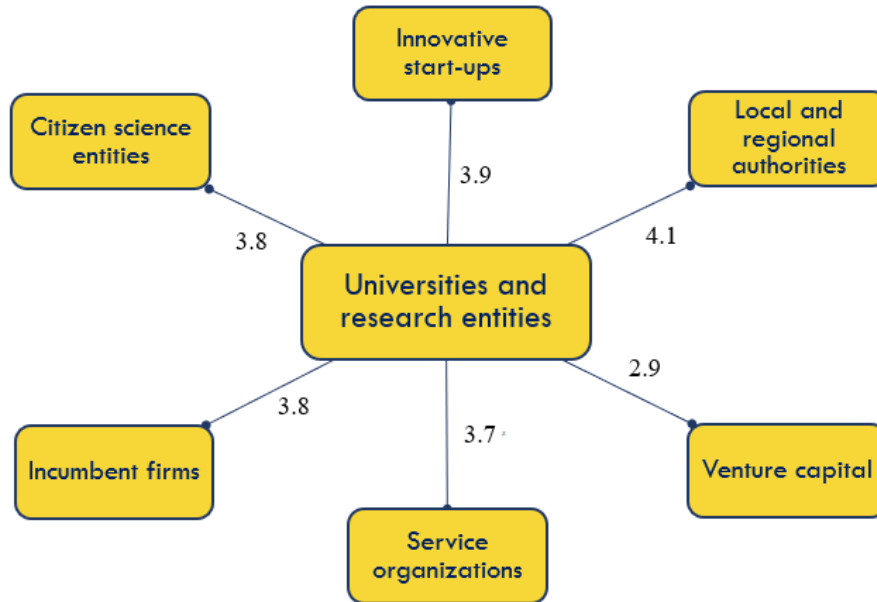 Innovative
start-ups
Citizen science
entities
Local and
regional
authorities
3.9
3.8
4.1
Universities and
research entities
2.9
3.8
3.7
Incumbent firms
Venture capital
Service
organizations